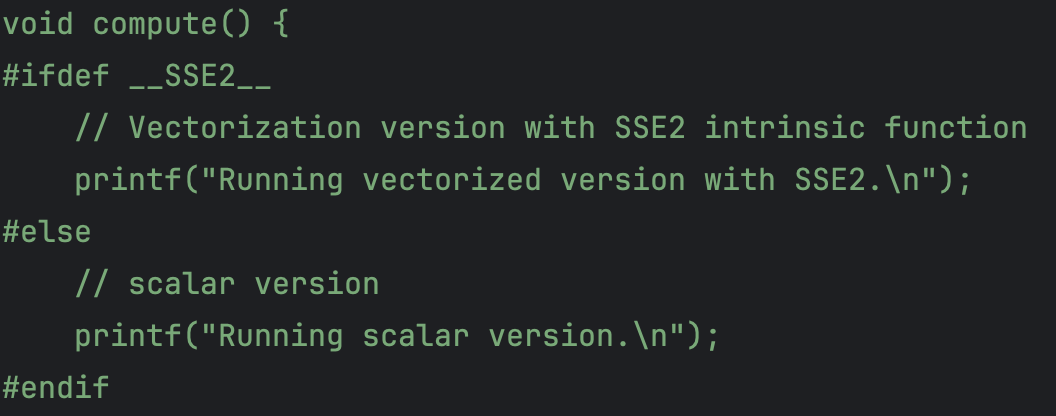 void compute() {
#ifdef __SSE2__
    // Vectorization version with SSE2 intrinsic function
    printf("Running vectorized version with SSE2.\n");
#else
    // scalar version
    printf("Running scalar version.\n");
#endif